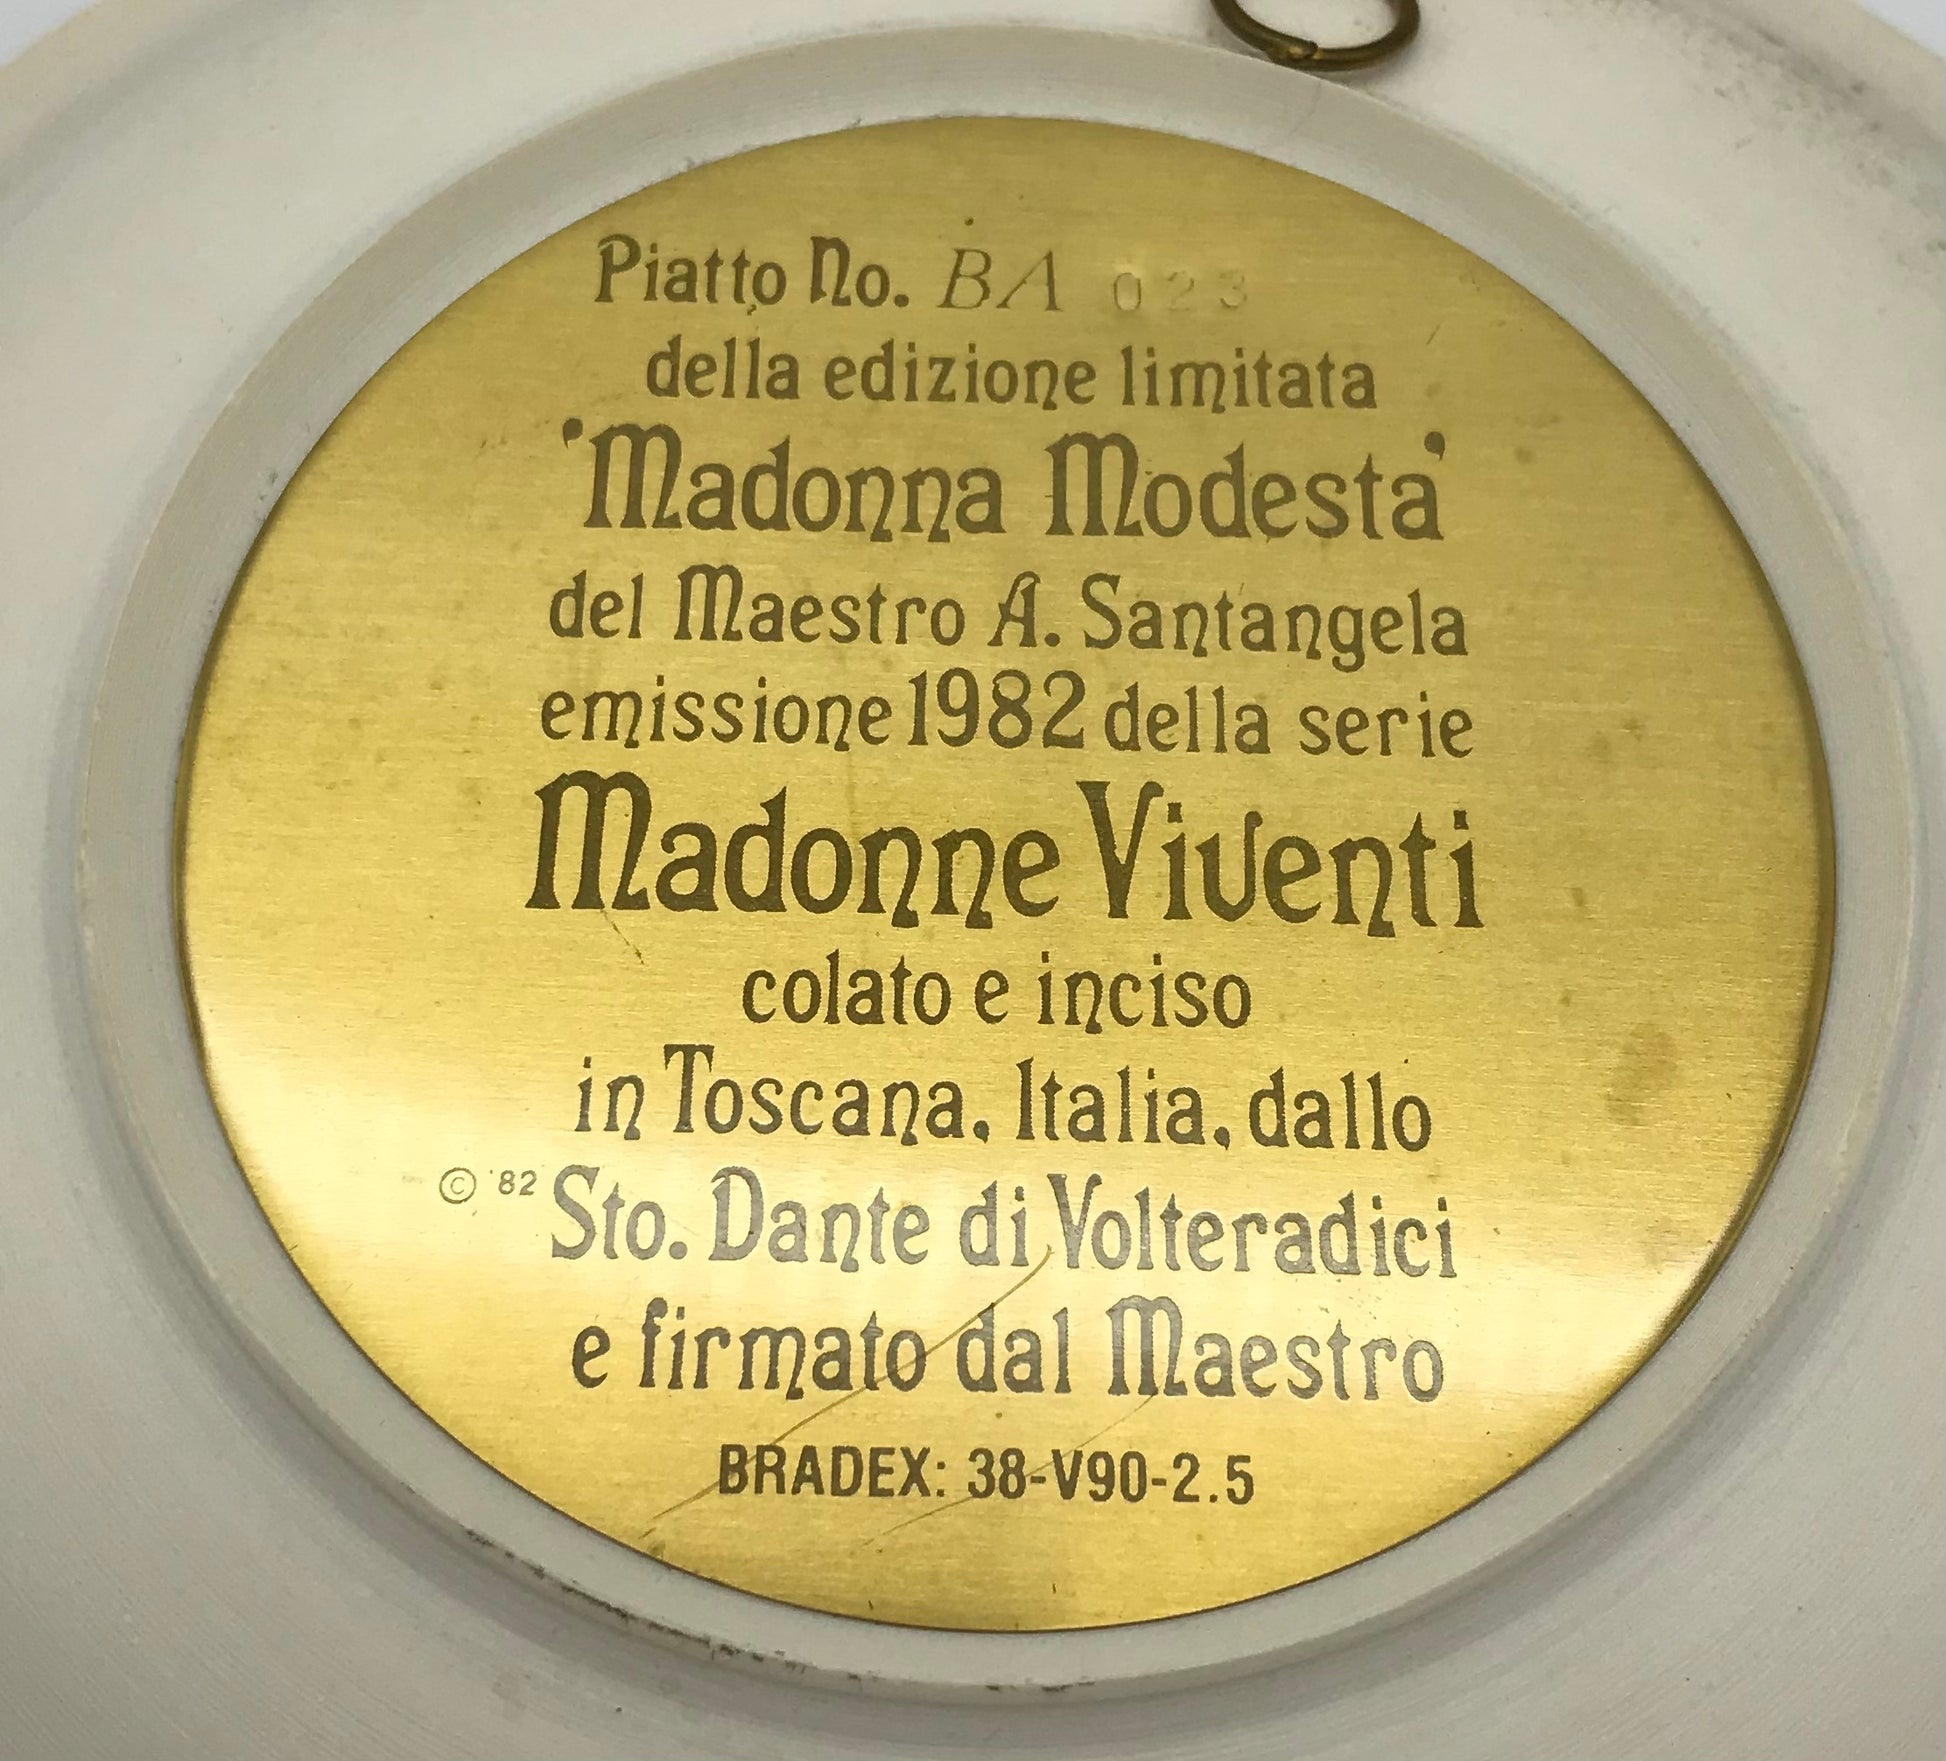 Piatto No. BA 023
della edizione limitata
'Madonna Modesta'
del Maestro A. Santangela
emissione 1982 della serie
Madonne Viventi
colato e inciso
in Toscana, Italia, dallo
© '82 Sto. Dante di Volteradici
e firmato dal Maestro
BRADEX: 38-V90-2.5